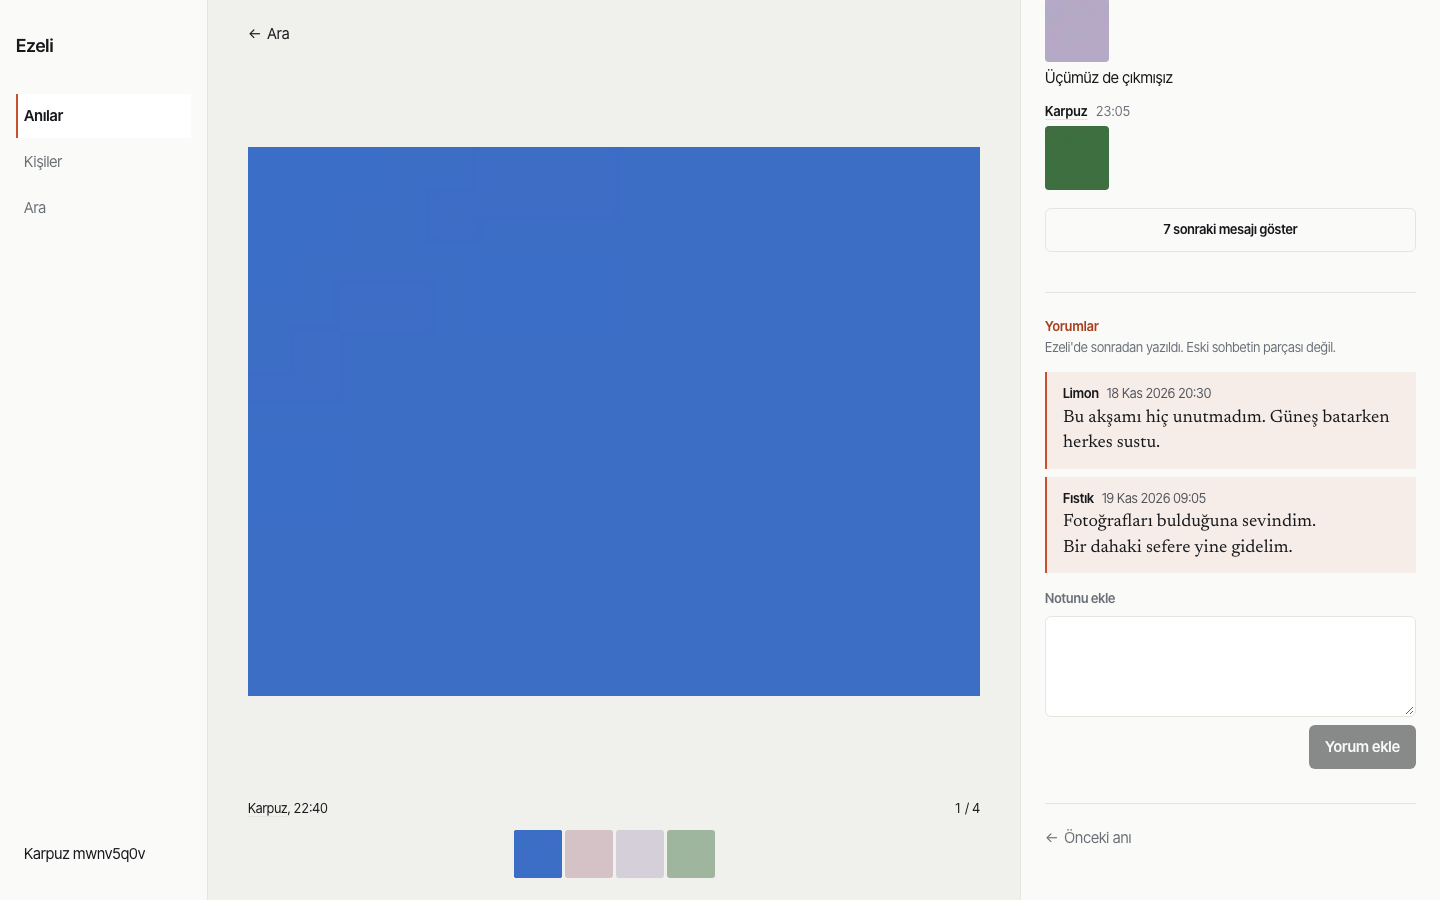 Ezeli
Anılar
Kişiler
Ara
Karpuz mwnv5q0v
← Ara
Karpuz, 22:40
1 / 4
Üçümüz de çıkmışız
Karpuz 23:05
7 sonraki mesajı göster
Yorumlar
Ezeli'de sonradan yazıldı. Eski sohbetin parçası değil.
Limon 18 Kas 2026 20:30
Bu akşamı hiç unutmadım. Güneş batarken
herkes sustu.
Fıstık 19 Kas 2026 09:05
Fotoğrafları bulduğuna sevindim.
Bir dahaki sefere yine gidelim.
Notunu ekle
Yorum ekle
← Önceki anı